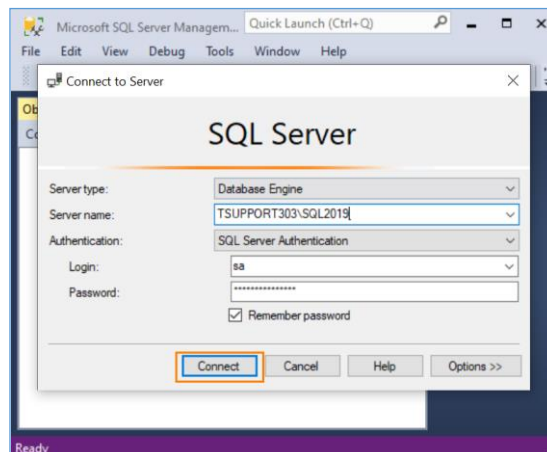 Microsoft SQL Server Managem... Quick Launch (Ctrl+Q)
File Edit View Debug Tools Window Help
Connect to Server
Ob
Co
SQL Server
Server type: Database Engine
Server name: TSUPPORT303\SQL2019
Authentication: SQL Server Authentication
Login: sa
Password: ***************
Remember password
Connect Cancel Help Options >>
Ready